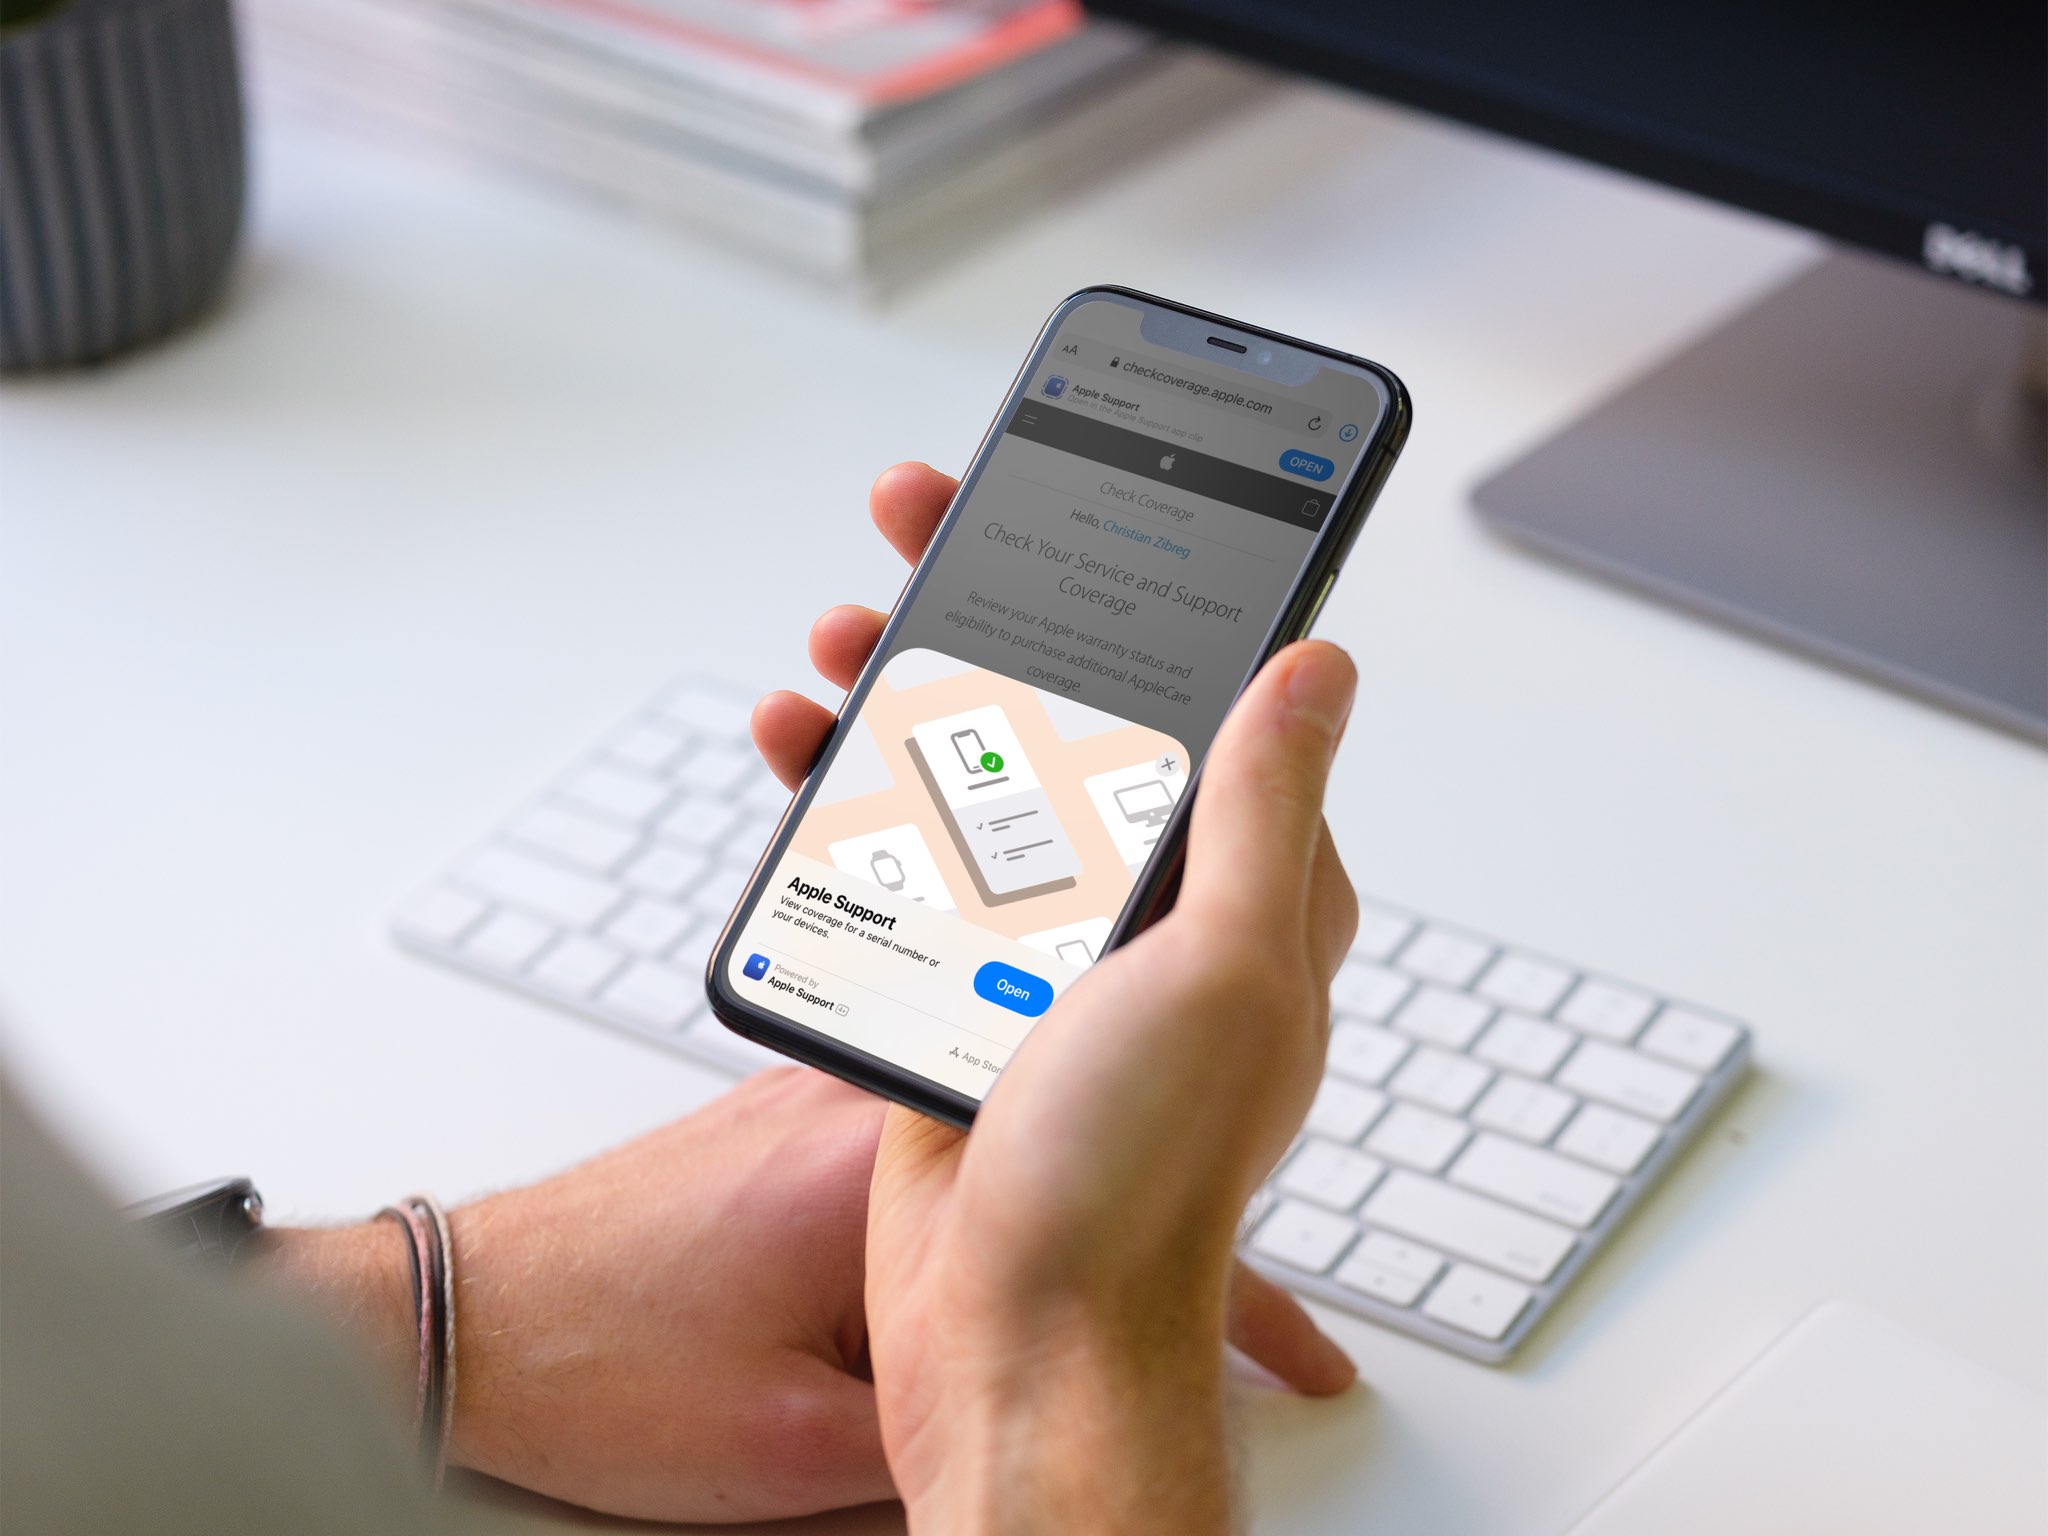 AA checkcoverage.apple.com
Apple Support
Open in the Apple Support app clip
OPEN
Check Coverage
Hello, Christian Zibreg
Check Your Service and Support
Coverage
Review your Apple warranty status and
eligibility to purchase additional AppleCare
coverage.
Apple Support
View coverage for a serial number or
your devices.
Open
Powered by
Apple Support 4+
App Store
DELL